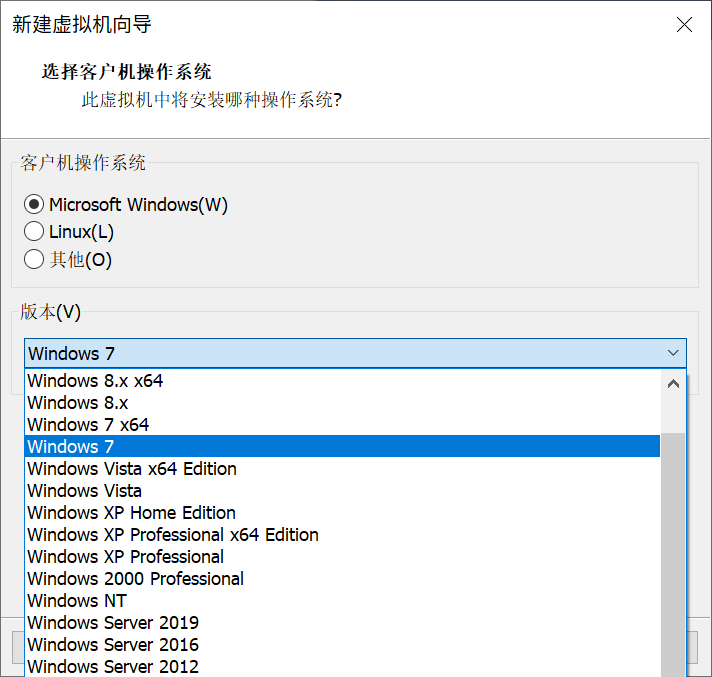 新建虚拟机向导
选择客户机操作系统
此虚拟机中将安装哪种操作系统?
客户机操作系统
Microsoft Windows(W)
Linux(L)
其他(O)
版本(V)
Windows 7
Windows 8.x x64
Windows 8.x
Windows 7 x64
Windows 7
Windows Vista x64 Edition
Windows Vista
Windows XP Home Edition
Windows XP Professional x64 Edition
Windows XP Professional
Windows 2000 Professional
Windows NT
Windows Server 2019
Windows Server 2016
Windows Server 2012